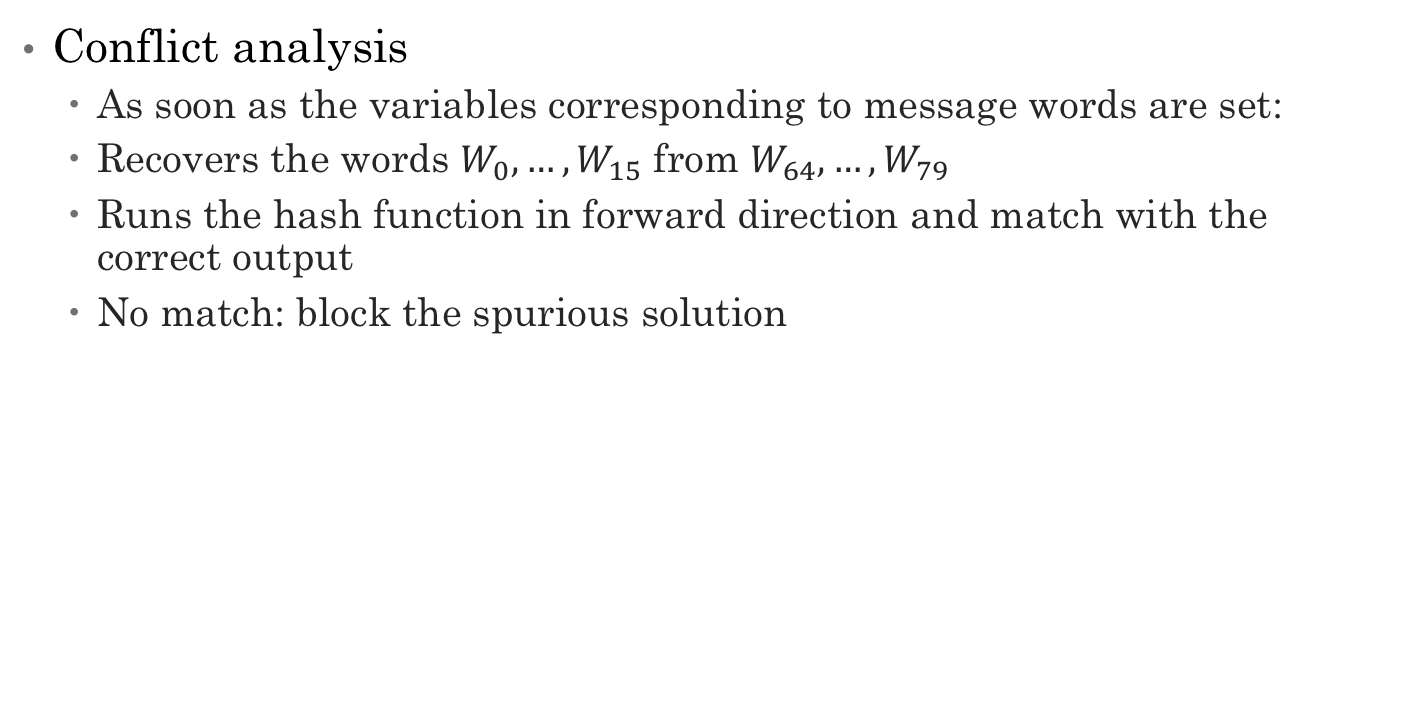 • Conflict analysis
• As soon as the variables corresponding to message words are set:
• Recovers the words W₀, … , W₁₅ from W₆₄, … , W₇₉
• Runs the hash function in forward direction and match with the
correct output
• No match: block the spurious solution